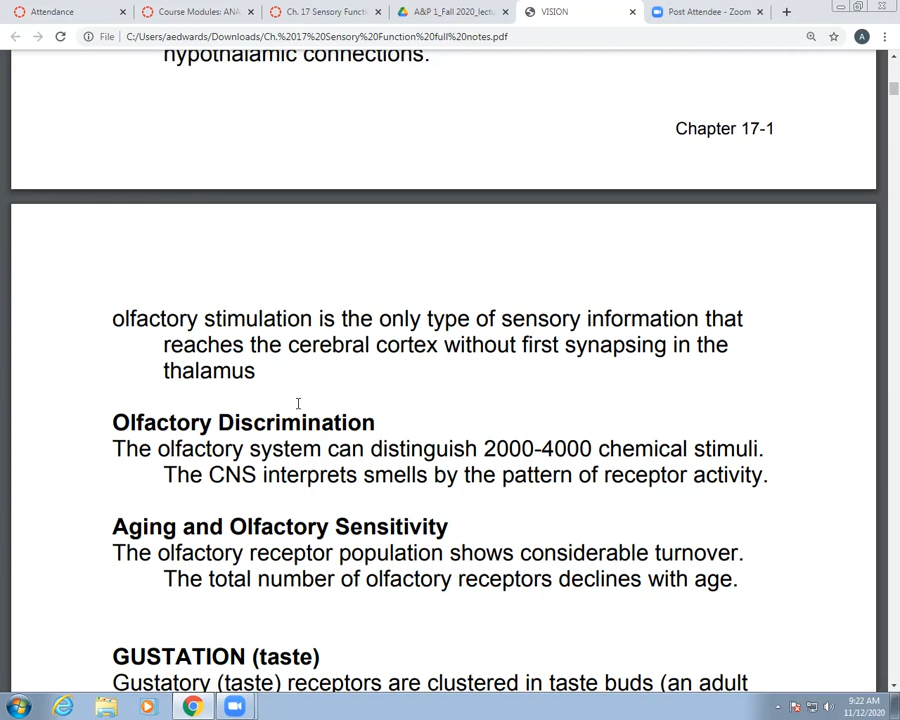 Attendance
Course Modules: ANA
Ch. 17 Sensory Functi
A&P 1_Fall 2020_lectu
VISION
Post Attendee - Zoom
File
C:/Users/aedwards/Downloads/Ch.%2017%20Sensory%20Function%20full%20notes.pdf
A
hypothalamic connections.
Chapter 17-1
olfactory stimulation is the only type of sensory information that
reaches the cerebral cortex without first synapsing in the
thalamus
Olfactory Discrimination
The olfactory system can distinguish 2000-4000 chemical stimuli.
The CNS interprets smells by the pattern of receptor activity.
Aging and Olfactory Sensitivity
The olfactory receptor population shows considerable turnover.
The total number of olfactory receptors declines with age.
GUSTATION (taste)
Gustatory (taste) receptors are clustered in taste buds (an adult
9:22 AM
11/12/2020